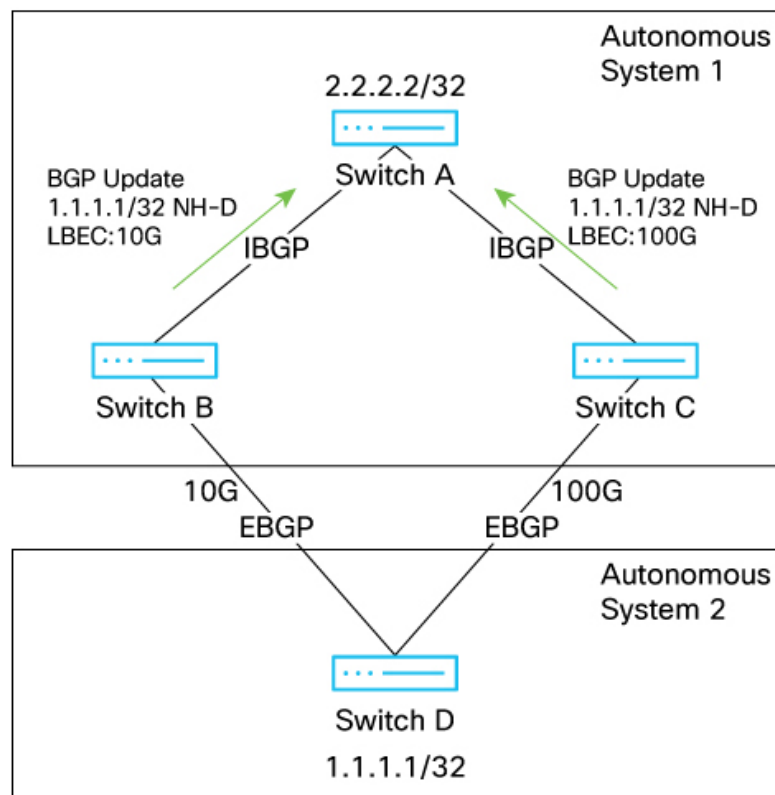 Autonomous
System 1
2.2.2.2/32
Switch A
BGP Update
1.1.1.1/32 NH-D
LBEC:10G
BGP Update
1.1.1.1/32 NH-D
LBEC:100G
IBGP
IBGP
Switch B
Switch C
10G
100G
EBGP
EBGP
Autonomous
System 2
Switch D
1.1.1.1/32